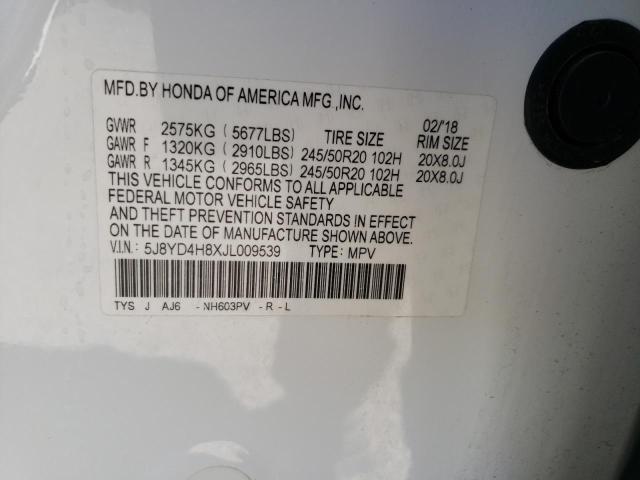 MFD.BY HONDA OF AMERICA MFG.,INC.
02/'18
GVWR 2575KG ( 5677LBS) TIRE SIZE RIM SIZE
GAWR F 1320KG ( 2910LBS) 245/50R20 102H 20X8.0J
GAWR R 1345KG ( 2965LBS) 245/50R20 102H 20X8.0J
THIS VEHICLE CONFORMS TO ALL APPLICABLE
FEDERAL MOTOR VEHICLE SAFETY
AND THEFT PREVENTION STANDARDS IN EFFECT
ON THE DATE OF MANUFACTURE SHOWN ABOVE.
V.I.N.: 5J8YD4H8XJL009539 TYPE: MPV
TYS J AJ6 -NH603PV -R-L